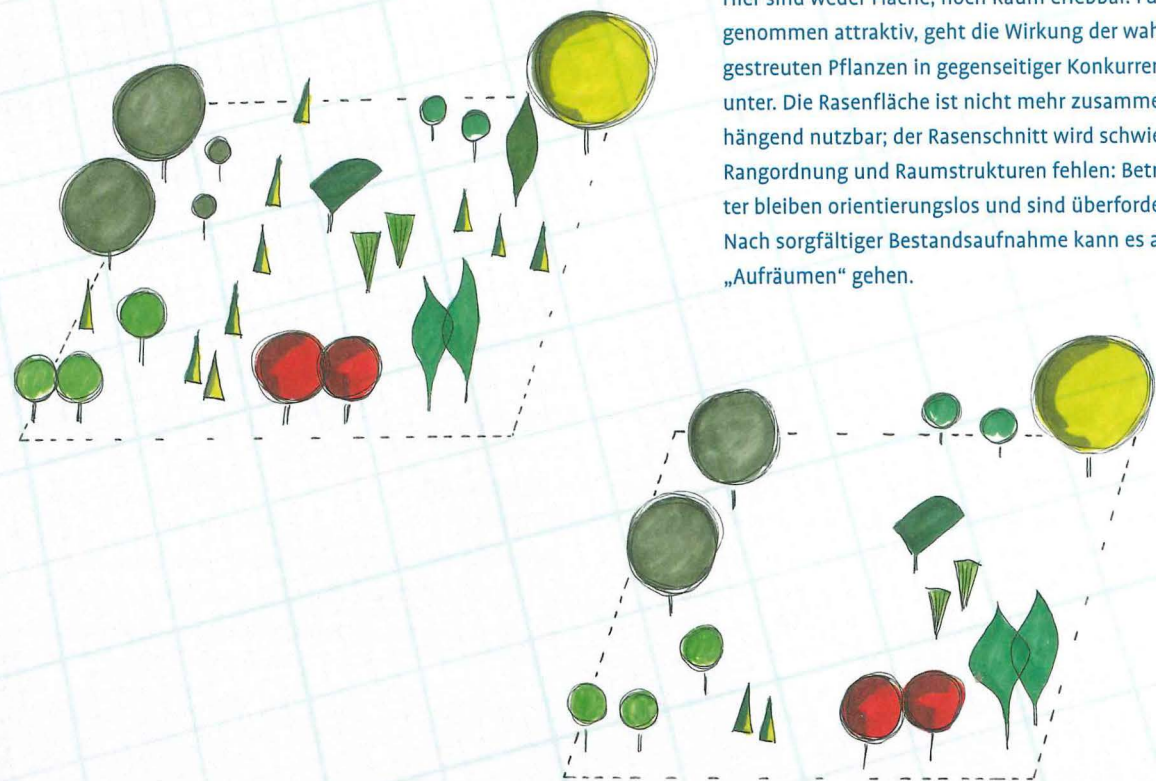 Hier sind weder Fläche, noch Raum erlebbar.
genommen attraktiv, geht die Wirkung der
gestreuten Pflanzen in gegenseitiger
unter. Die Rasenfläche ist nicht mehr
hängend nutzbar; der Rasenschnitt wird
Rangordnung und Raumstrukturen fehlen:
ter bleiben orientierungslos und sind
Nach sorgfältiger Bestandsaufnahme kann es
„Aufräumen“ gehen.